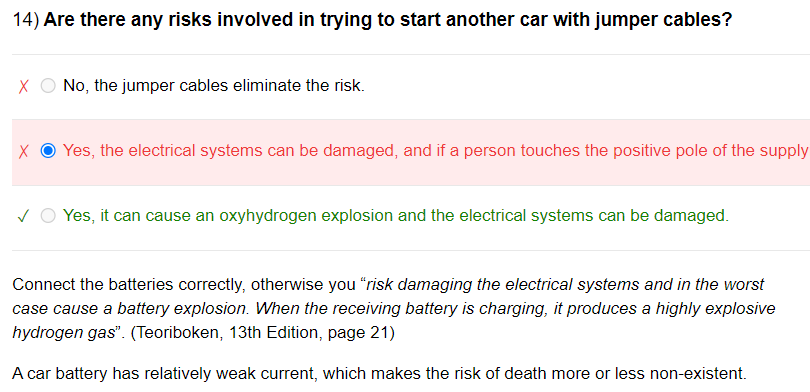 14) Are there any risks involved in trying to start another car with jumper cables?
X No, the jumper cables eliminate the risk.
X Yes, the electrical systems can be damaged, and if a person touches the positive pole of the supply
✓ Yes, it can cause an oxyhydrogen explosion and the electrical systems can be damaged.
Connect the batteries correctly, otherwise you “risk damaging the electrical systems and in the worst
case cause a battery explosion. When the receiving battery is charging, it produces a highly explosive
hydrogen gas”. (Teoriboken, 13th Edition, page 21)
A car battery has relatively weak current, which makes the risk of death more or less non-existent.